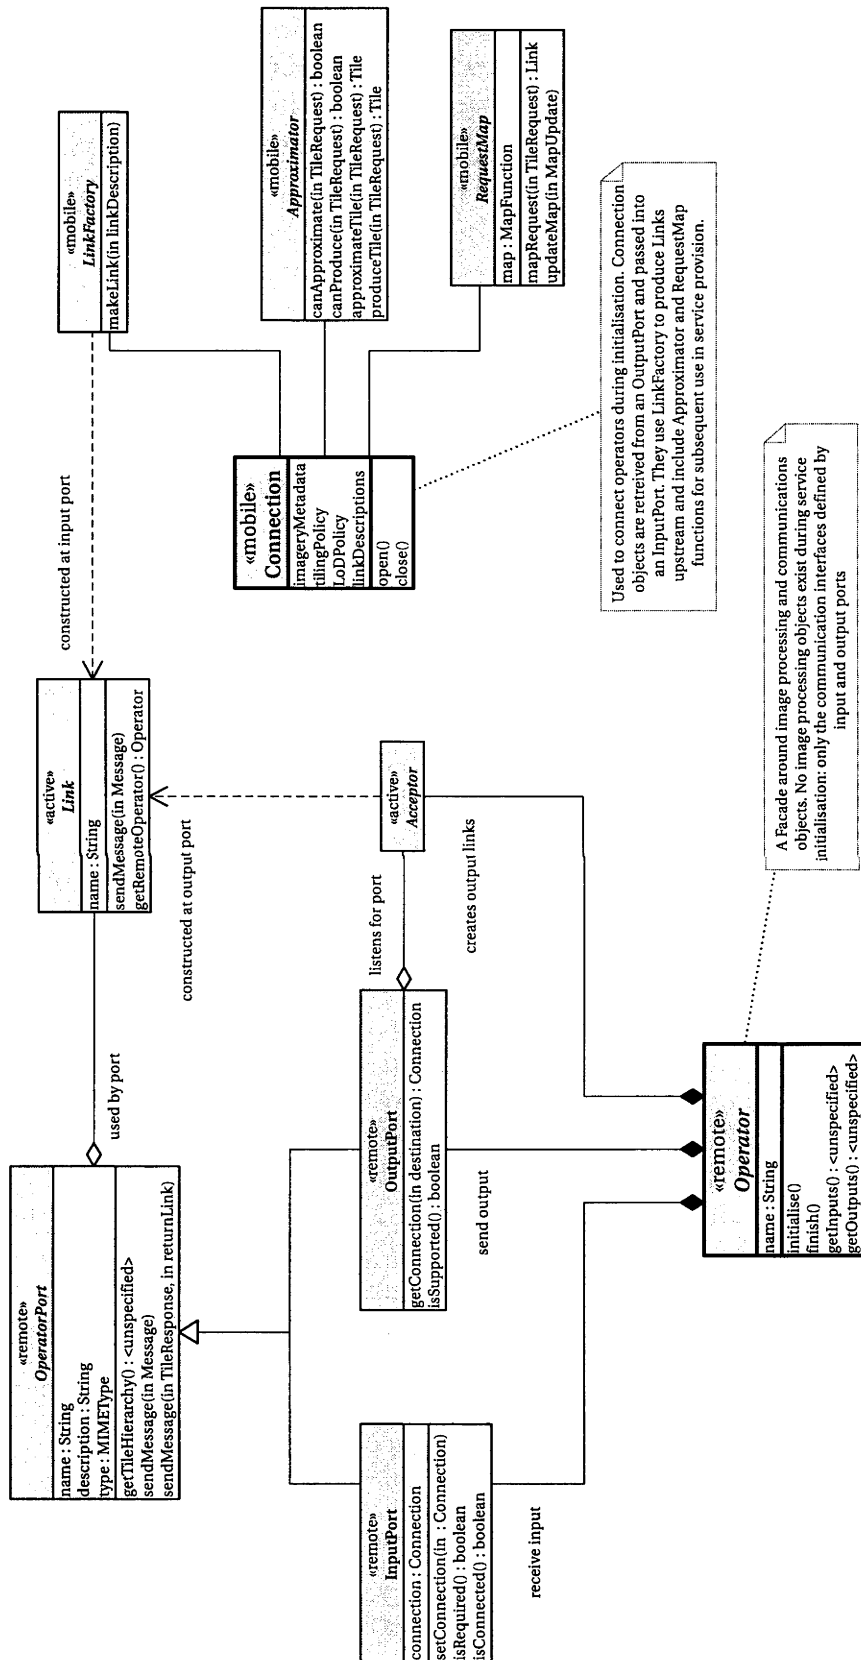 «remote»
OperatorPort
name : String
description : String
type : MIMEType
getTileHierarchy() : <unspecified>
sendMessage(in Message)
sendMessage(in TileResponse, in returnLink)
used by port
«active»
Link
name : String
sendMessage(in Message)
getRemoteOperator() : Operator
constructed at input port
«mobile»
LinkFactory
makeLink(in linkDescription)
constructed at output port
«mobile»
Approximator
canApproximate(in TileRequest) : boolean
canProduce(in TileRequest) : boolean
approximateTile(in TileRequest) : Tile
produceTile(in TileRequest) : Tile
«mobile»
Connection
imageryMetadata
tilingPolicy
LoDPolicy
linkDescriptions
open()
close()
«mobile»
RequestMap
map : MapFunction
mapRequest(in TileRequest) : Link
updateMap(in MapUpdate)
«remote»
InputPort
connection : Connection
setConnection(in : Connection)
isRequired() : boolean
isConnected() : boolean
«remote»
OutputPort
getConnection(in destination) : Connection
isSupported() : boolean
listens for port
«active»
Acceptor
receive input
send output
creates output links
Used to connect operators during initialisation. Connection
objects are retreived from an OutputPort and passed into
an InputPort. They use LinkFactory to produce Links
upstream and include Approximator and RequestMap
functions for subsequent use in service provision.
«remote»
Operator
name : String
initialise()
finish()
getInputs() : <unspecified>
getOutputs() : <unspecified>
A Facade around image processing and communications
objects. No image processing objects exist during service
initialisation: only the communication interfaces defined by
input and output ports